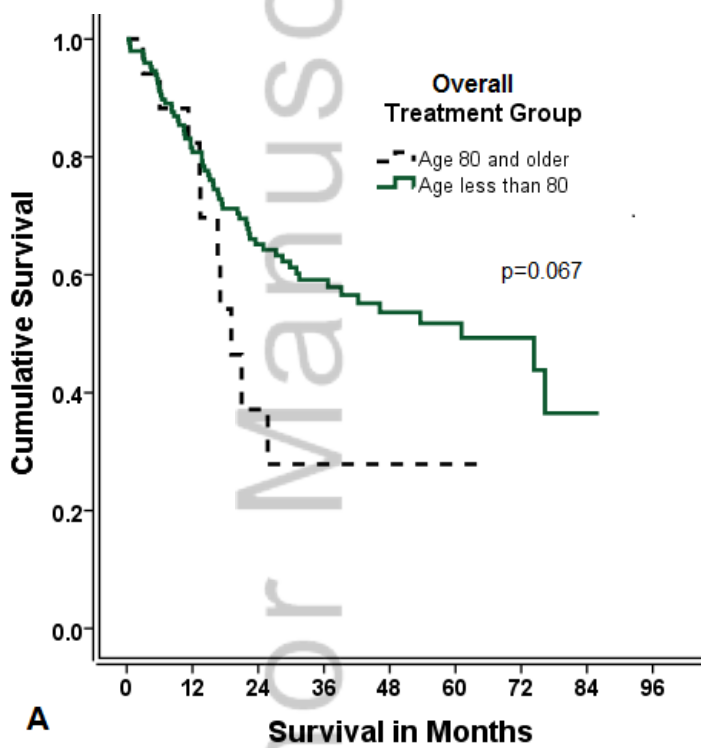 1.0
0.8
0.6
0.4
0.2
0.0
Cumulative Survival
Overall
Treatment Group
Age 80 and older
Age less than 80
p=0.067
0 12 24 36 48 60 72 84 96
A
Survival in Months
or Manusc